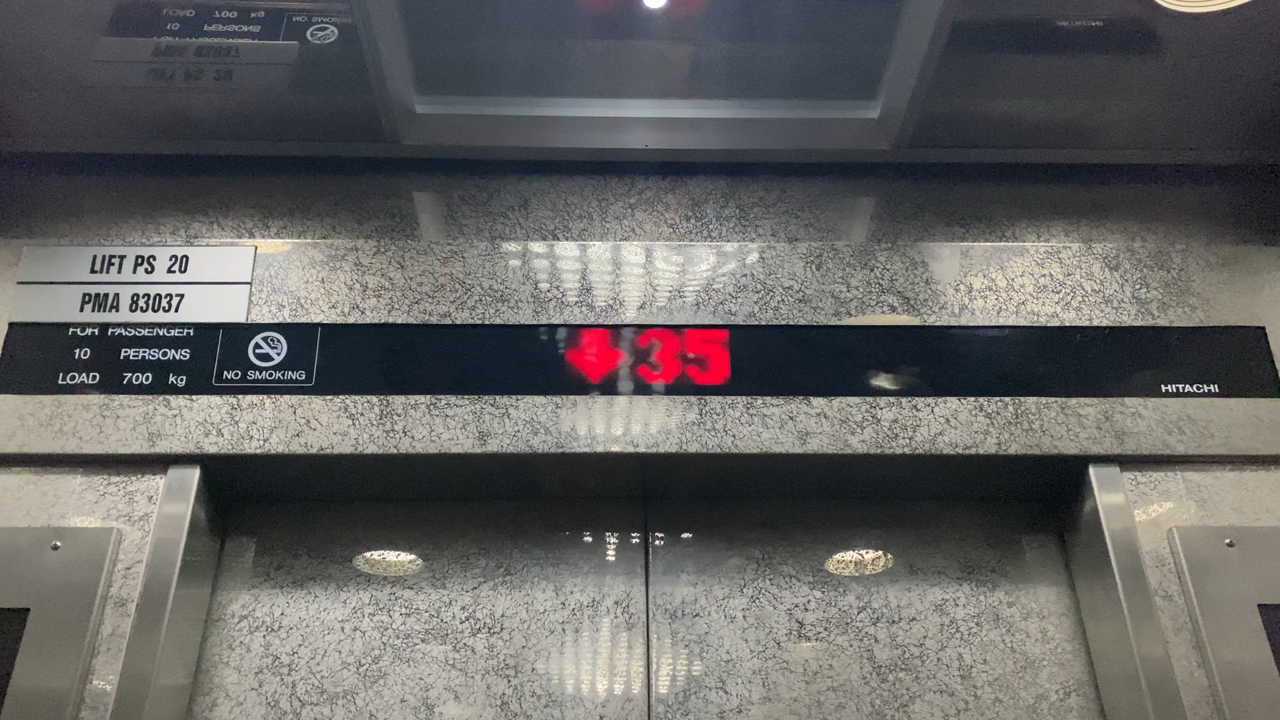 LIFT PS 20
PMA 83037
FOR PASSENGER
10 PERSONS
LOAD 700 kg
NO SMOKING
35
HITACHI